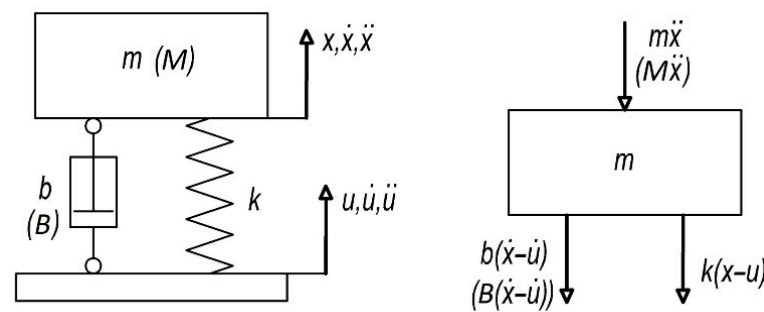 m (M)
x,ẋ,ẍ
b
(B)
k
u,u̇,ü
mẍ
(Mẍ)
m
b(ẋ–u̇)
(B(ẋ–u̇))
k(x–u)